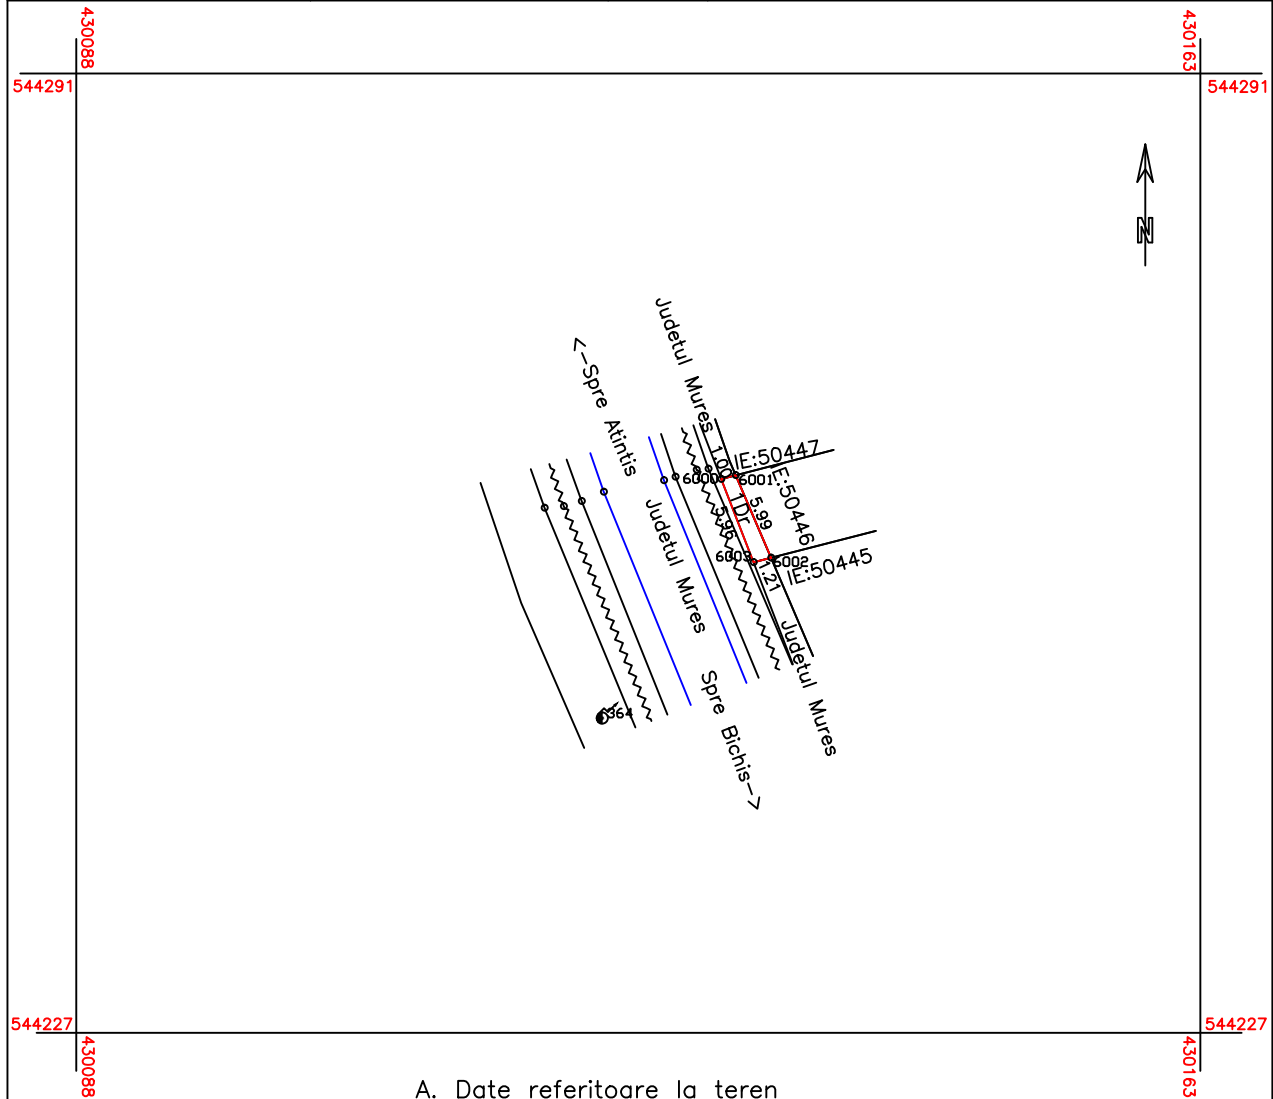 430088
430163
544291
544291
N
Judetul Mures
<-Spre Atintis
1.00
IE:50447
6000
6001
IE:50446
1Dr
5.99
5.96
Judetul Mures
6003
6002
IE:50445
1.21
Judetul Mures
Spre Bichis->
364
544227
544227
430088
430163
A. Date referitoare la teren